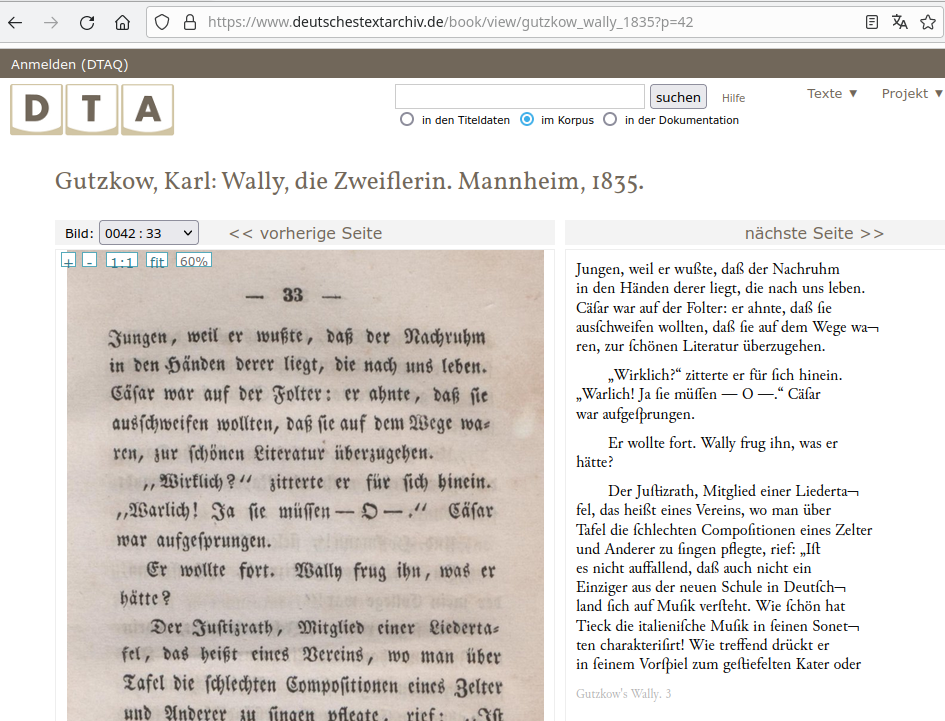 https://www.deutschestextarchiv.de/book/view/gutzkow_wally_1835?p=42
Anmelden (DTAQ)
D T A
suchen
Hilfe
Texte ▼
Projekt ▼
in den Titeldaten
im Korpus
in der Dokumentation
Gutzkow, Karl: Wally, die Zweiflerin. Mannheim, 1835.
Bild:
0042 : 33
<< vorherige Seite
nächste Seite >>
+ - 1:1 fit 60%
— 33 —
Jungen, weil er wußte, daß der Nachruhm
in den Händen derer liegt, die nach uns leben.
Cäſar war auf der Folter: er ahnte, daß ſie
ausſchweifen wollten, daß ſie auf dem Wege wa⸗
ren, zur ſchönen Literatur überzugehen.
„Wirklich?“ zitterte er für ſich hinein.
„Warlich! Ja ſie müſſen — O —.“ Cäſar
war aufgeſprungen.
Er wollte fort. Wally frug ihn, was er
hätte?
Der Juſtizrath, Mitglied einer Liederta⸗
fel, das heißt eines Vereins, wo man über
Tafel die ſchlechten Compoſitionen eines Zelter
und Anderer zu ſingen pflegte, rief: „Iſt
Jungen, weil er wußte, daß der Nachruhm
in den Händen derer liegt, die nach uns leben.
Cäſar war auf der Folter: er ahnte, daß ſie
ausſchweifen wollten, daß ſie auf dem Wege wa¬
ren, zur ſchönen Literatur überzugehen.
„Wirklich?“ zitterte er für ſich hinein.
„Warlich! Ja ſie müſſen — O —.“ Cäſar
war aufgeſprungen.
Er wollte fort. Wally frug ihn, was er
hätte?
Der Juſtizrath, Mitglied einer Liederta¬
fel, das heißt eines Vereins, wo man über
Tafel die ſchlechten Compoſitionen eines Zelter
und Anderer zu ſingen pflegte, rief: „Iſt
es nicht auffallend, daß auch nicht ein
Einziger aus der neuen Schule in Deutſch¬
land ſich auf Muſik verſteht. Wie ſchön hat
Tieck die italieniſche Muſik in ſeinen Sonet¬
ten charakteriſirt! Wie treffend drückt er
in ſeinem Vorſpiel zum geſtiefelten Kater oder
Gutzkow's Wally. 3